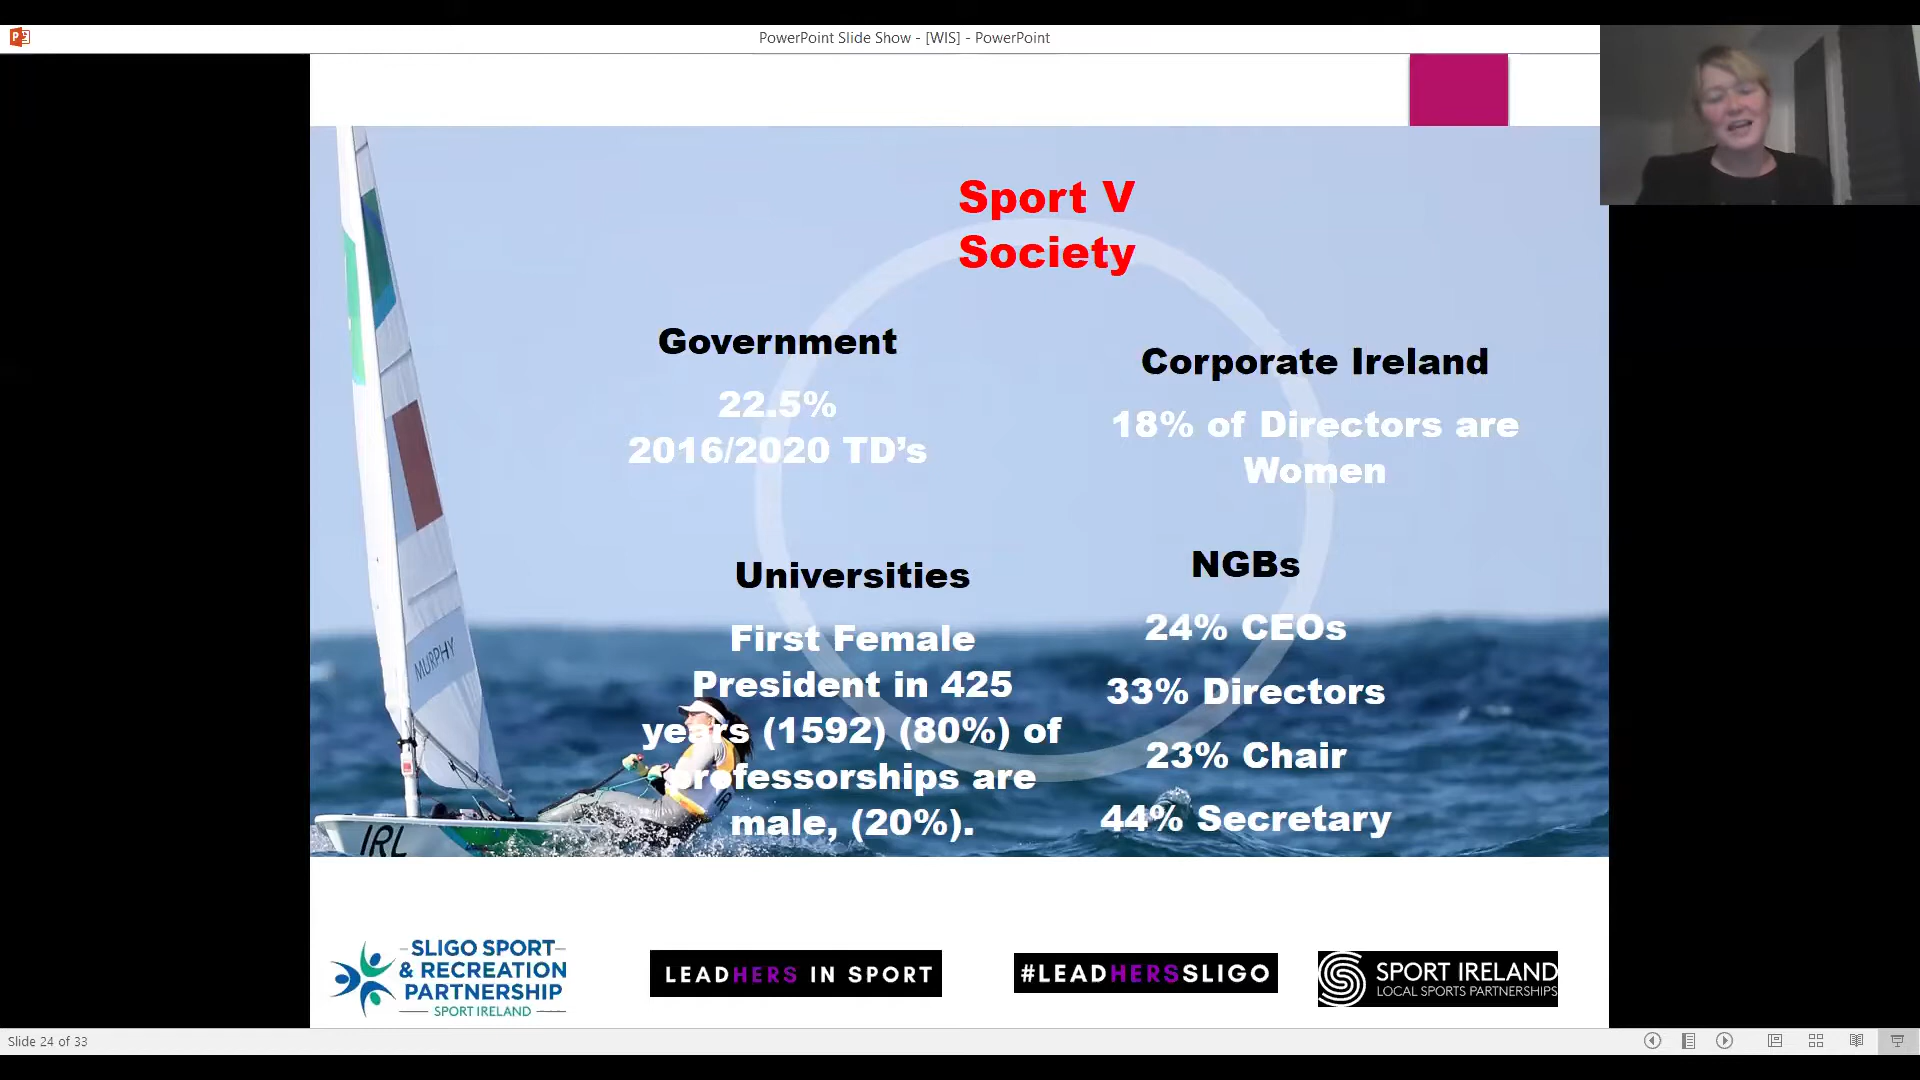 PowerPoint Slide Show - [WIS] - PowerPoint
Sport V
Society
Government
22.5%
2016/2020 TD’s
Corporate Ireland
18% of Directors are
Women
Universities
First Female
President in 425
years (1592) (80%) of
professorships are
male, (20%).
NGBs
24% CEOs
33% Directors
23% Chair
44% Secretary
MURPHY
IRL
SLIGO SPORT
& RECREATION
PARTNERSHIP
SPORT IRELAND
LEADHERS IN SPORT
#LEADHERSSLIGO
SPORT IRELAND
LOCAL SPORTS PARTNERSHIPS
Slide 24 of 33